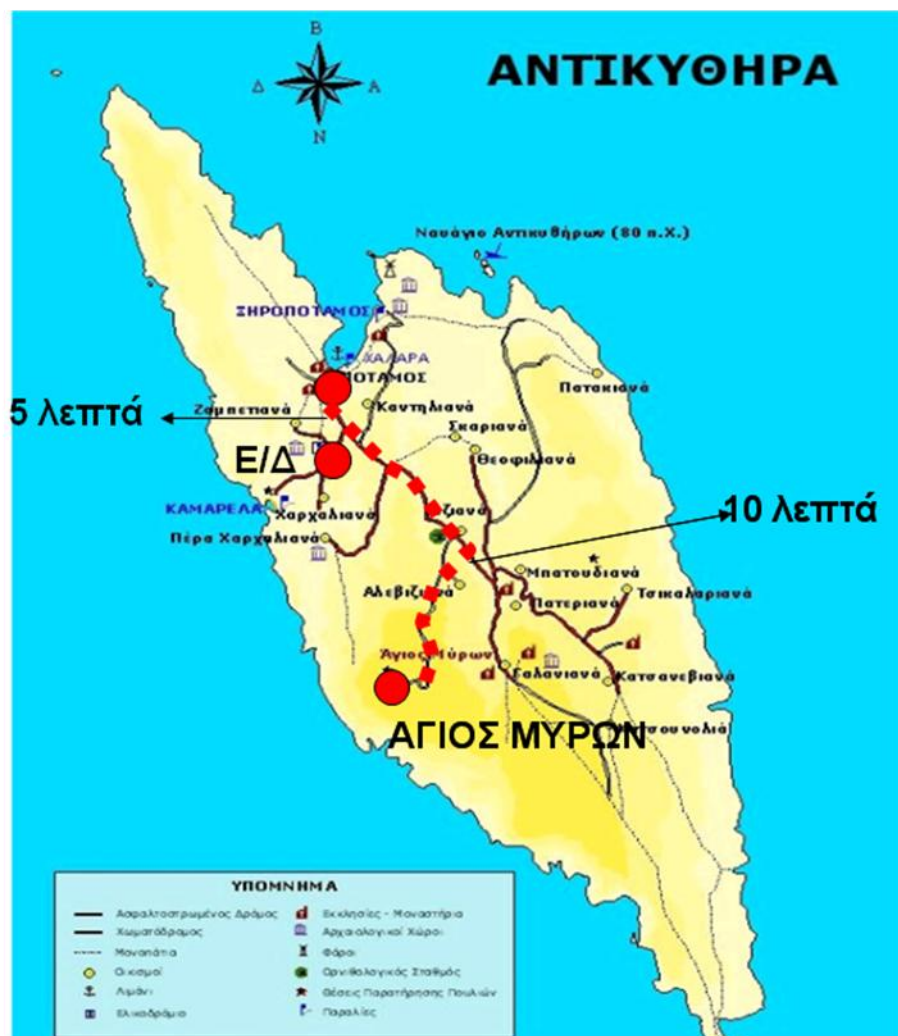 Β
Δ
Α
Ν
ΑΝΤΙΚΥΘΗΡΑ
Ναυάγιο Αντικυθήρων (80 π.Χ.)
ΞΗΡΟΠΟΤΑΜΟΣ
ΧΑΛΑΡΑ
ΠΟΤΑΜΟΣ
Πατακιανά
5 λεπτά
Ζαμπετιανά
Καντηλιανά
Σκαριανά
Θεοφιλιανά
Ε/Δ
ΚΑΜΑΡΕΛΑ
Χαρχαλιανά
10 λεπτά
Πέρα Χαρχαλιανά
Μπατουδιανά
Τσικαλαριανά
Πατεριανά
Άγιος Μύρων
Γαλανιανά
Κατσανεβιανά
ΑΓΙΟΣ ΜΥΡΩΝ
ΥΠΟΜΝΗΜΑ
Ασφαλτοστρωμένος Δρόμος
Εκκλησίες - Μοναστήρια
Χωματόδρομος
Αρχαιολογικοί Χώροι
Μονοπάτια
Φάροι
Οικισμοί
Ορνιθολογικός Σταθμός
Λιμάνι
Θέσεις Παρατήρησης Πουλιών
Ελικοδρόμιο
Παραλίες